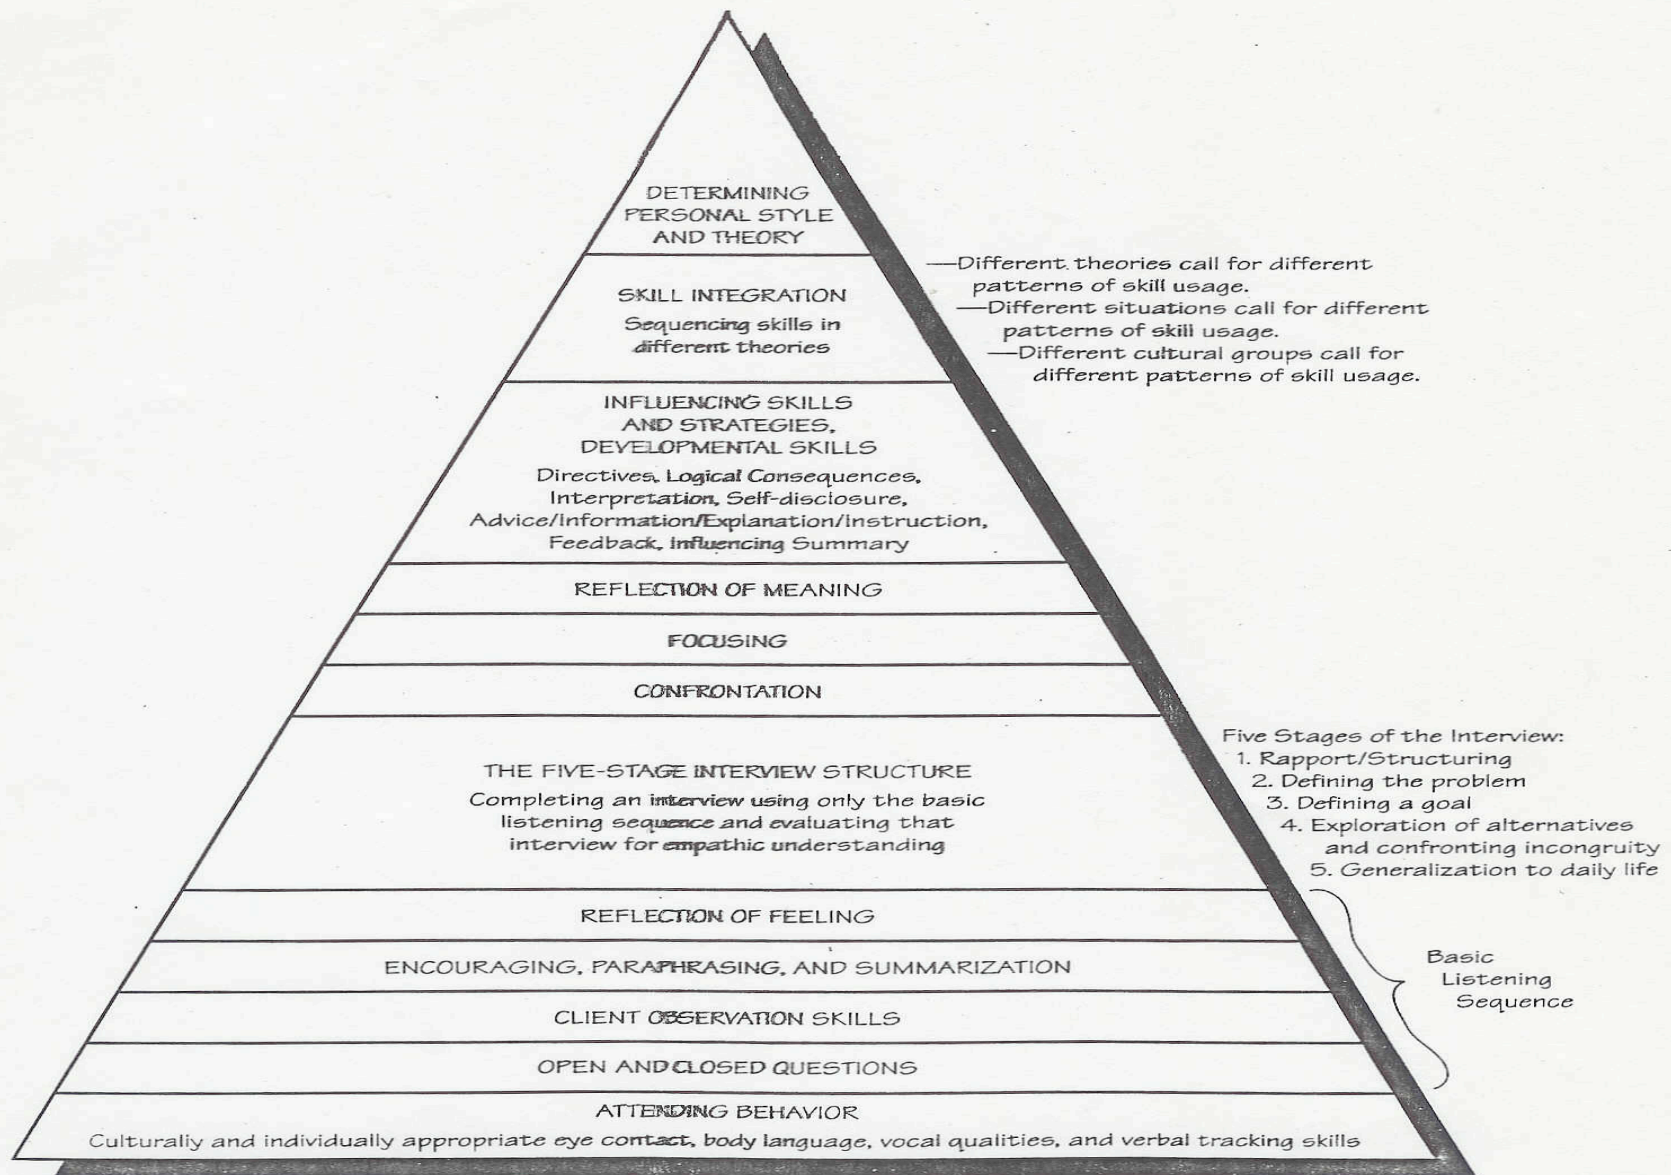 DETERMINING
PERSONAL STYLE
AND THEORY
SKILL INTEGRATION
Sequencing skills in
different theories
—Different theories call for different
patterns of skill usage.
—Different situations call for different
patterns of skill usage.
—Different cultural groups call for
different patterns of skill usage.
INFLUENCING SKILLS
AND STRATEGIES,
DEVELOPMENTAL SKILLS
Directives, Logical Consequences,
Interpretation, Self-disclosure,
Advice/Information/Explanation/Instruction,
Feedback, Influencing Summary
REFLECTION OF MEANING
FOCUSING
CONFRONTATION
THE FIVE-STAGE INTERVIEW STRUCTURE
Completing an interview using only the basic
listening sequence and evaluating that
interview for empathic understanding
Five Stages of the Interview:
1. Rapport/Structuring
2. Defining the problem
3. Defining a goal
4. Exploration of alternatives
and confronting incongruity
5. Generalization to daily life
REFLECTION OF FEELING
ENCOURAGING, PARAPHRASING, AND SUMMARIZATION
CLIENT OBSERVATION SKILLS
OPEN AND CLOSED QUESTIONS
Basic
Listening
Sequence
ATTENDING BEHAVIOR
Culturally and individually appropriate eye contact, body language, vocal qualities, and verbal tracking skills